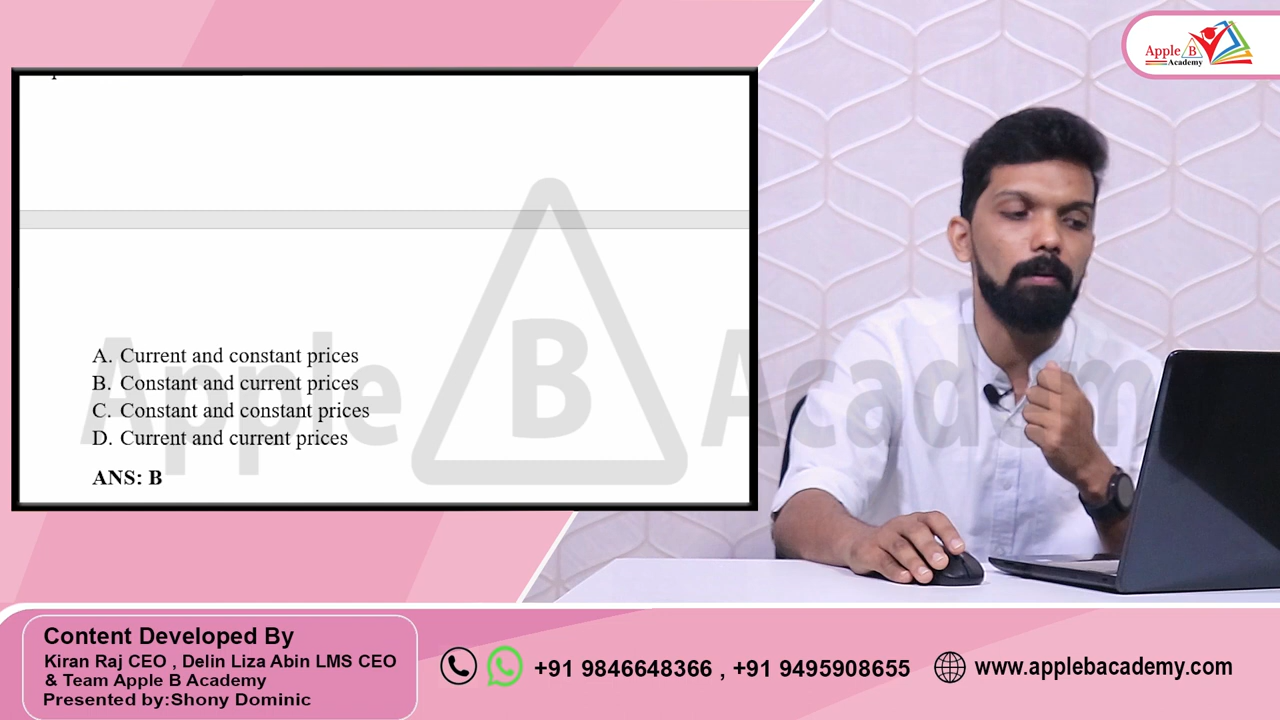 Apple B
Academy
A. Current and constant prices
B. Constant and current prices
C. Constant and constant prices
D. Current and current prices
ANS: B
Apple B Academy
Content Developed By
Kiran Raj CEO , Delin Liza Abin LMS CEO
& Team Apple B Academy
Presented by:Shony Dominic
+91 9846648366 , +91 9495908655
www.applebacademy.com